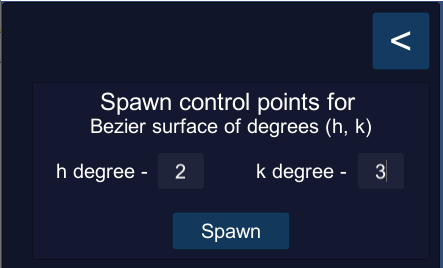 <
Spawn control points for
Bezier surface of degrees (h, k)
h degree - 2 k degree - 3
Spawn